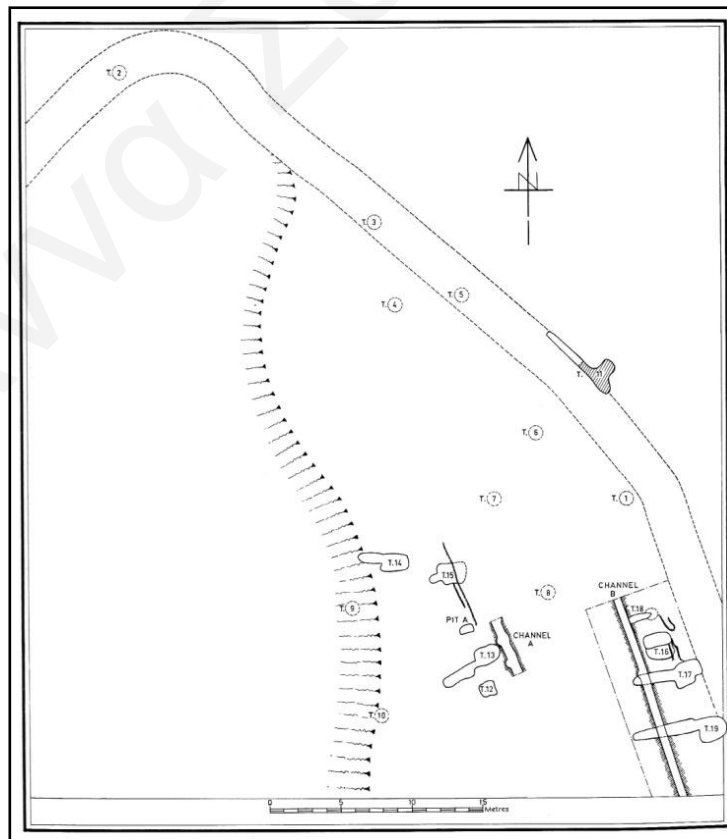 T. 2
N
T. 3
T. 4
T. 5
T. 11
T. 6
T. 7
T. 1
T.14
T.15
T. 8
CHANNEL
B
T. 9
T.18
PIT A
CHANNEL
A
T.16
T.13
T.17
T.12
T. 10
T.19
0 5 10 15
Metres